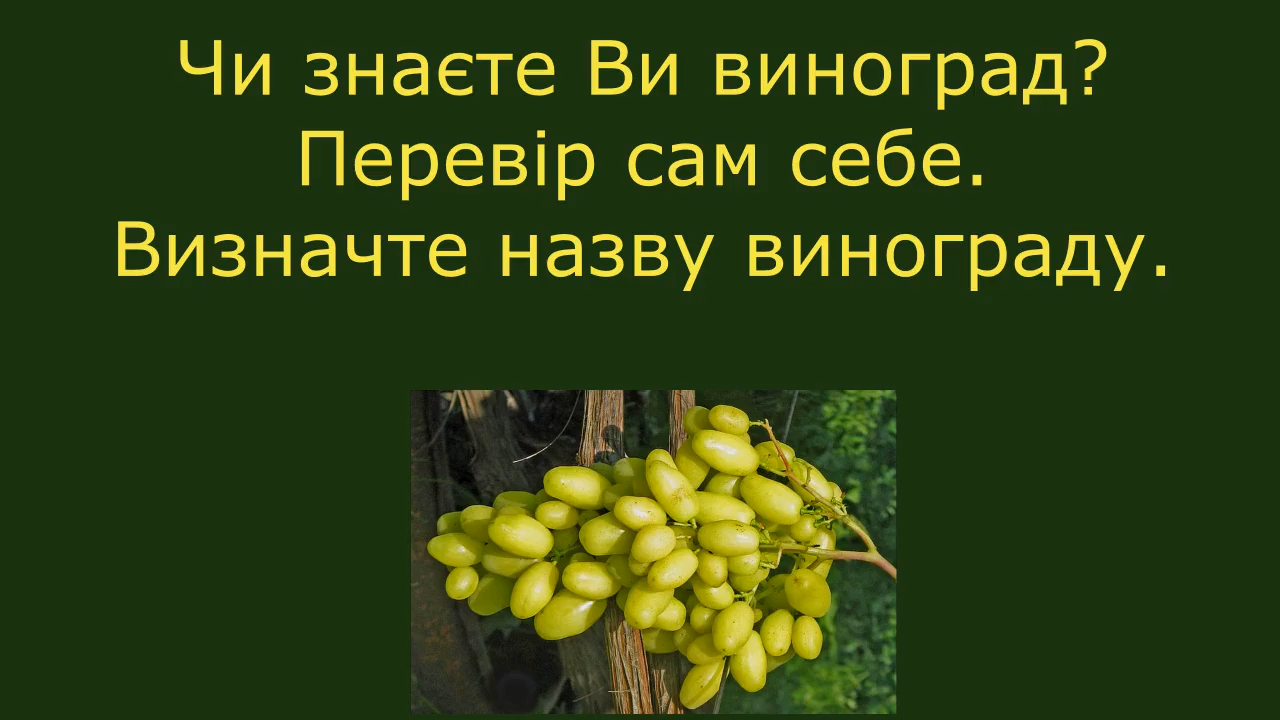 Чи знаєте Ви виноград?
Перевір сам себе.
Визначте назву винограду.